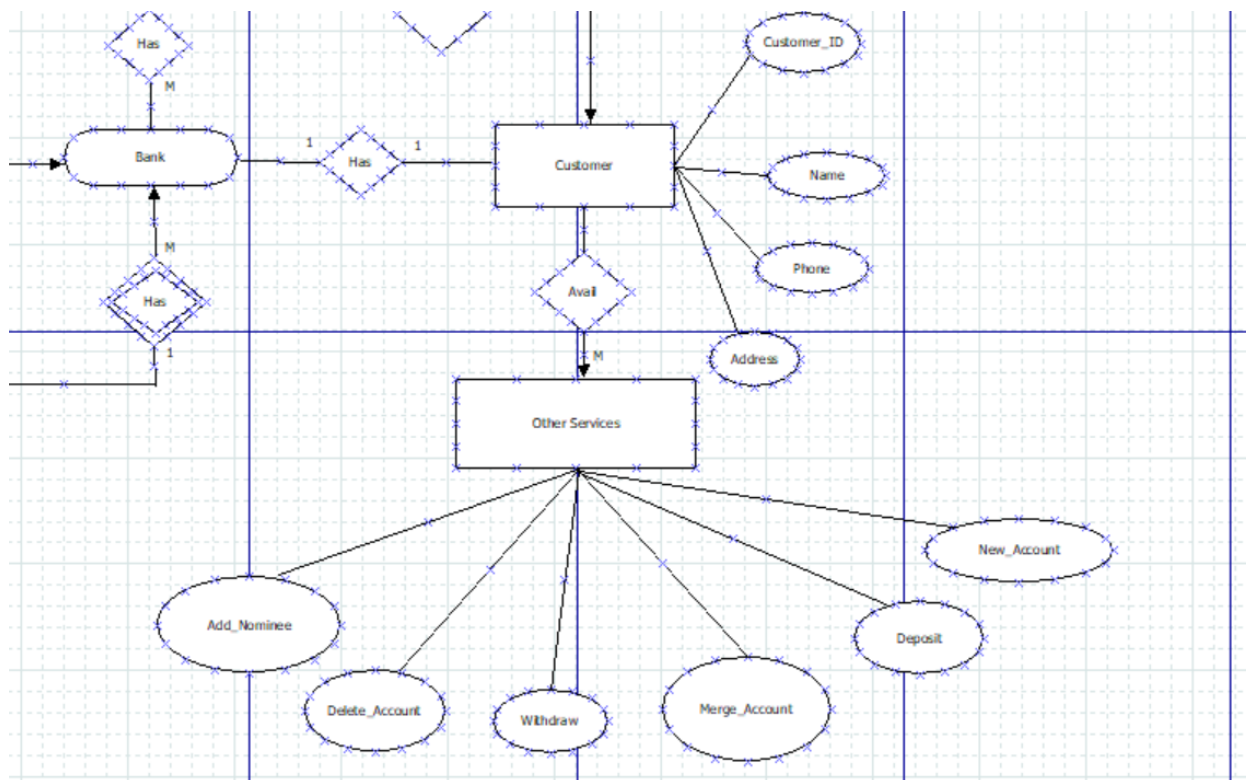 Has
Customer_ID
M
Bank
1
Has
1
Customer
Name
M
Has
Avail
Phone
1
M
Address
Other Services
New_Account
Add_Nominee
Deposit
Delete_Account
Withdraw
Merge_Account